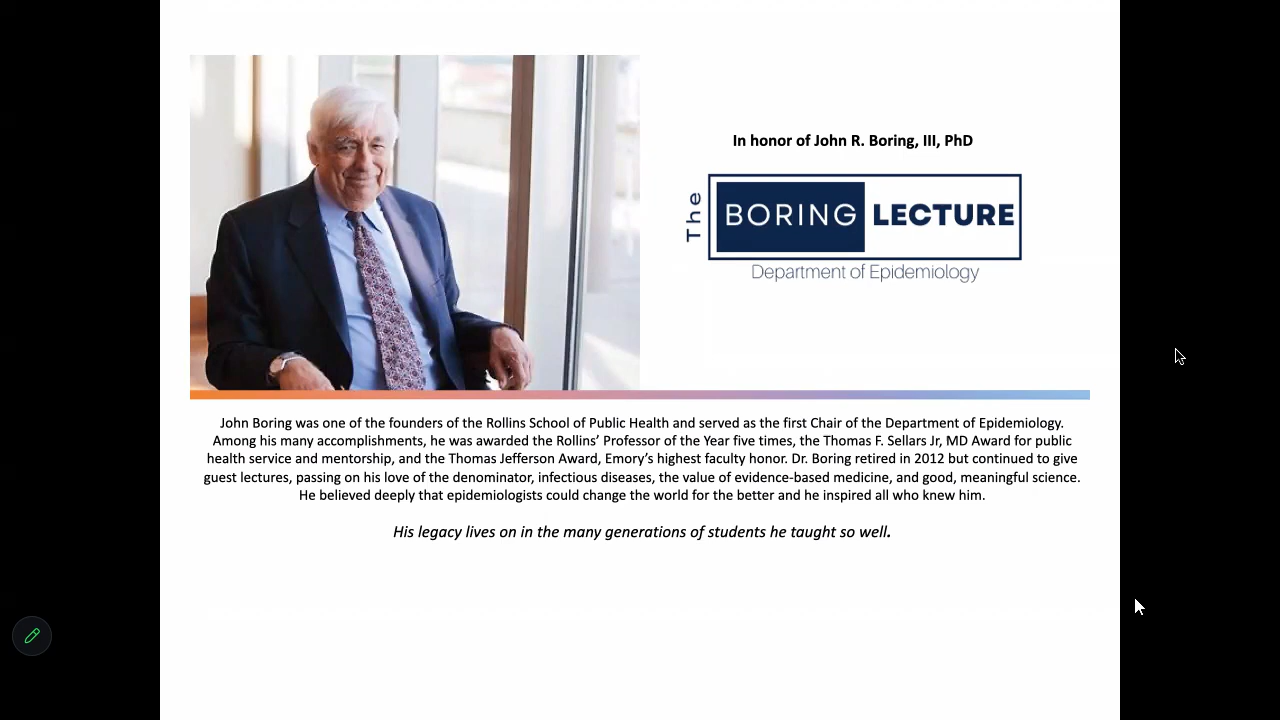 In honor of John R. Boring, III, PhD
The
BORING LECTURE
Department of Epidemiology
John Boring was one of the founders of the Rollins School of Public Health and served as the first Chair of the Department of Epidemiology.
Among his many accomplishments, he was awarded the Rollins’ Professor of the Year five times, the Thomas F. Sellars Jr, MD Award for public
health service and mentorship, and the Thomas Jefferson Award, Emory’s highest faculty honor. Dr. Boring retired in 2012 but continued to give
guest lectures, passing on his love of the denominator, infectious diseases, the value of evidence-based medicine, and good, meaningful science.
He believed deeply that epidemiologists could change the world for the better and he inspired all who knew him.
His legacy lives on in the many generations of students he taught so well.